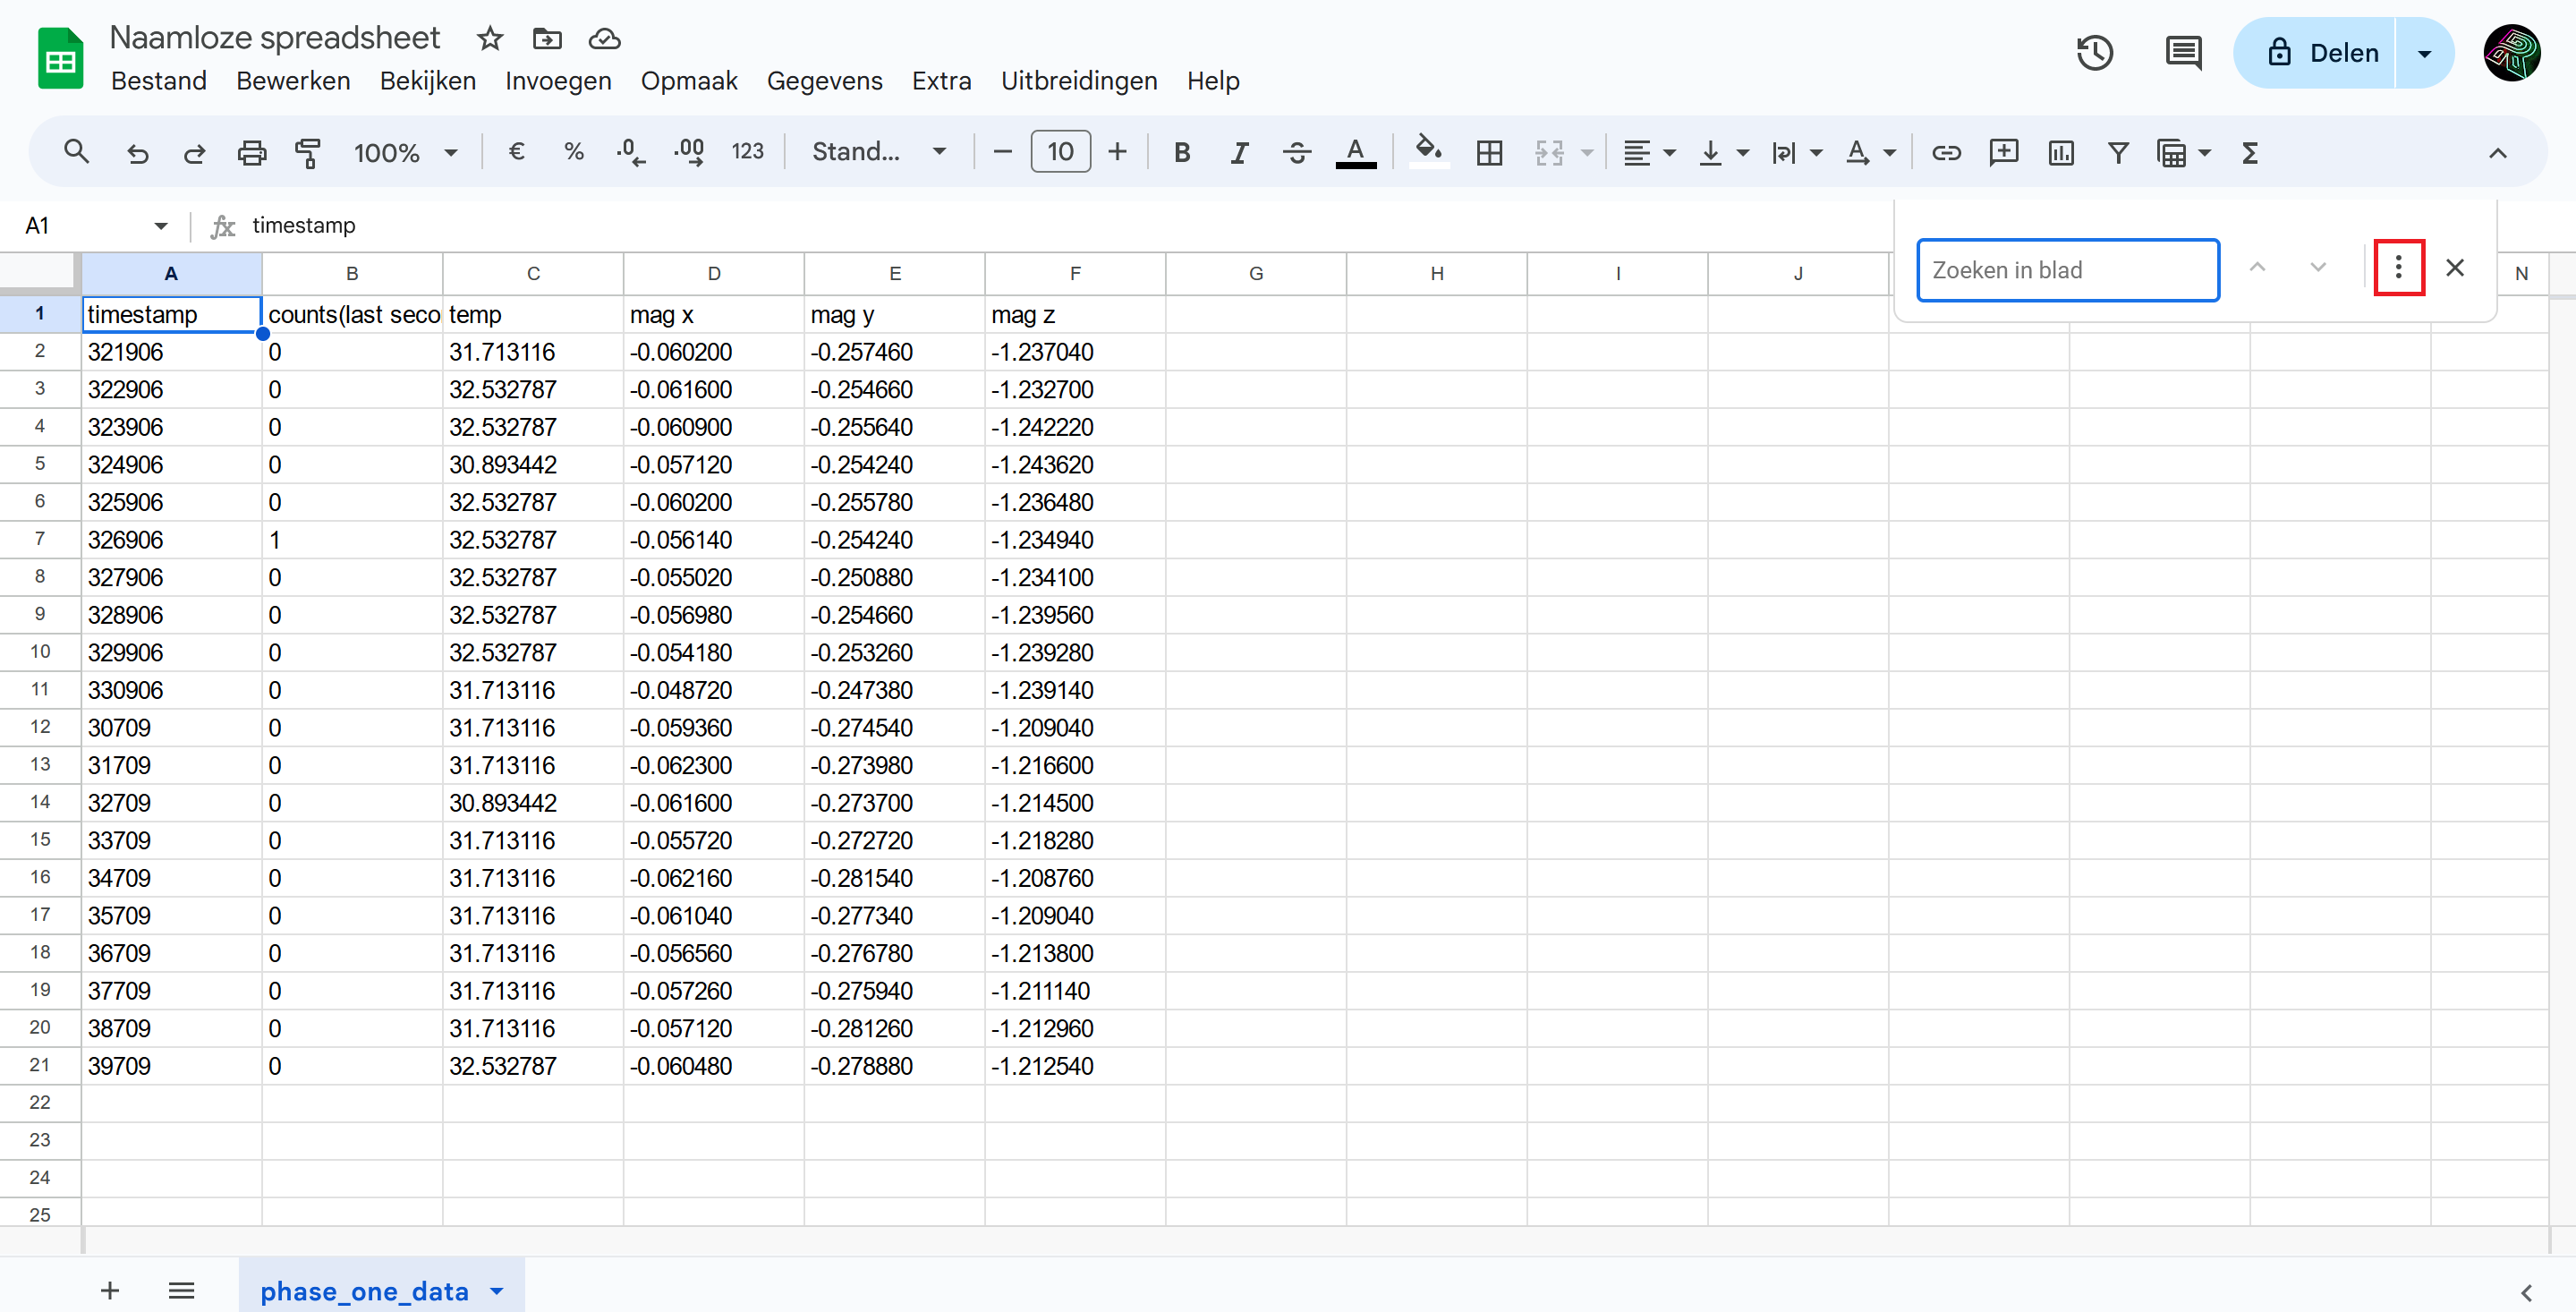 Naamloze spreadsheet
Bestand Bewerken Bekijken Invoegen Opmaak Gegevens Extra Uitbreidingen Help
Delen
100% € % .0 .00 123 Stand... 10 B I S A A Σ
A1 fx timestamp
Zoeken in blad
A B C D E F G H I J N
1 timestamp counts(last seco temp mag x mag y mag z
2 321906 0 31.713116 -0.060200 -0.257460 -1.237040
3 322906 0 32.532787 -0.061600 -0.254660 -1.232700
4 323906 0 32.532787 -0.060900 -0.255640 -1.242220
5 324906 0 30.893442 -0.057120 -0.254240 -1.243620
6 325906 0 32.532787 -0.060200 -0.255780 -1.236480
7 326906 1 32.532787 -0.056140 -0.254240 -1.234940
8 327906 0 32.532787 -0.055020 -0.250880 -1.234100
9 328906 0 32.532787 -0.056980 -0.254660 -1.239560
10 329906 0 32.532787 -0.054180 -0.253260 -1.239280
11 330906 0 31.713116 -0.048720 -0.247380 -1.239140
12 30709 0 31.713116 -0.059360 -0.274540 -1.209040
13 31709 0 31.713116 -0.062300 -0.273980 -1.216600
14 32709 0 30.893442 -0.061600 -0.273700 -1.214500
15 33709 0 31.713116 -0.055720 -0.272720 -1.218280
16 34709 0 31.713116 -0.062160 -0.281540 -1.208760
17 35709 0 31.713116 -0.061040 -0.277340 -1.209040
18 36709 0 31.713116 -0.056560 -0.276780 -1.213800
19 37709 0 31.713116 -0.057260 -0.275940 -1.211140
20 38709 0 31.713116 -0.057120 -0.281260 -1.212960
21 39709 0 32.532787 -0.060480 -0.278880 -1.212540
22
23
24
25
phase_one_data